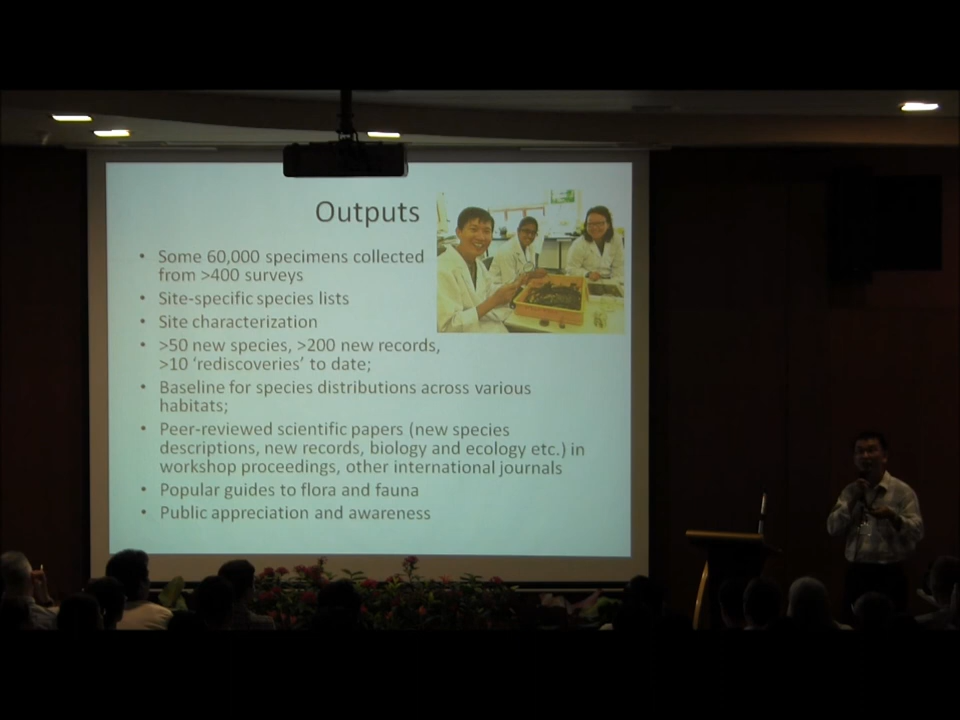 Outputs
• Some 60,000 specimens collected
from >400 surveys
• Site-specific species lists
• Site characterization
• >50 new species, >200 new records,
>10 ‘rediscoveries’ to date;
• Baseline for species distributions across various
habitats;
• Peer-reviewed scientific papers (new species
descriptions, new records, biology and ecology etc.) in
workshop proceedings, other international journals
• Popular guides to flora and fauna
• Public appreciation and awareness